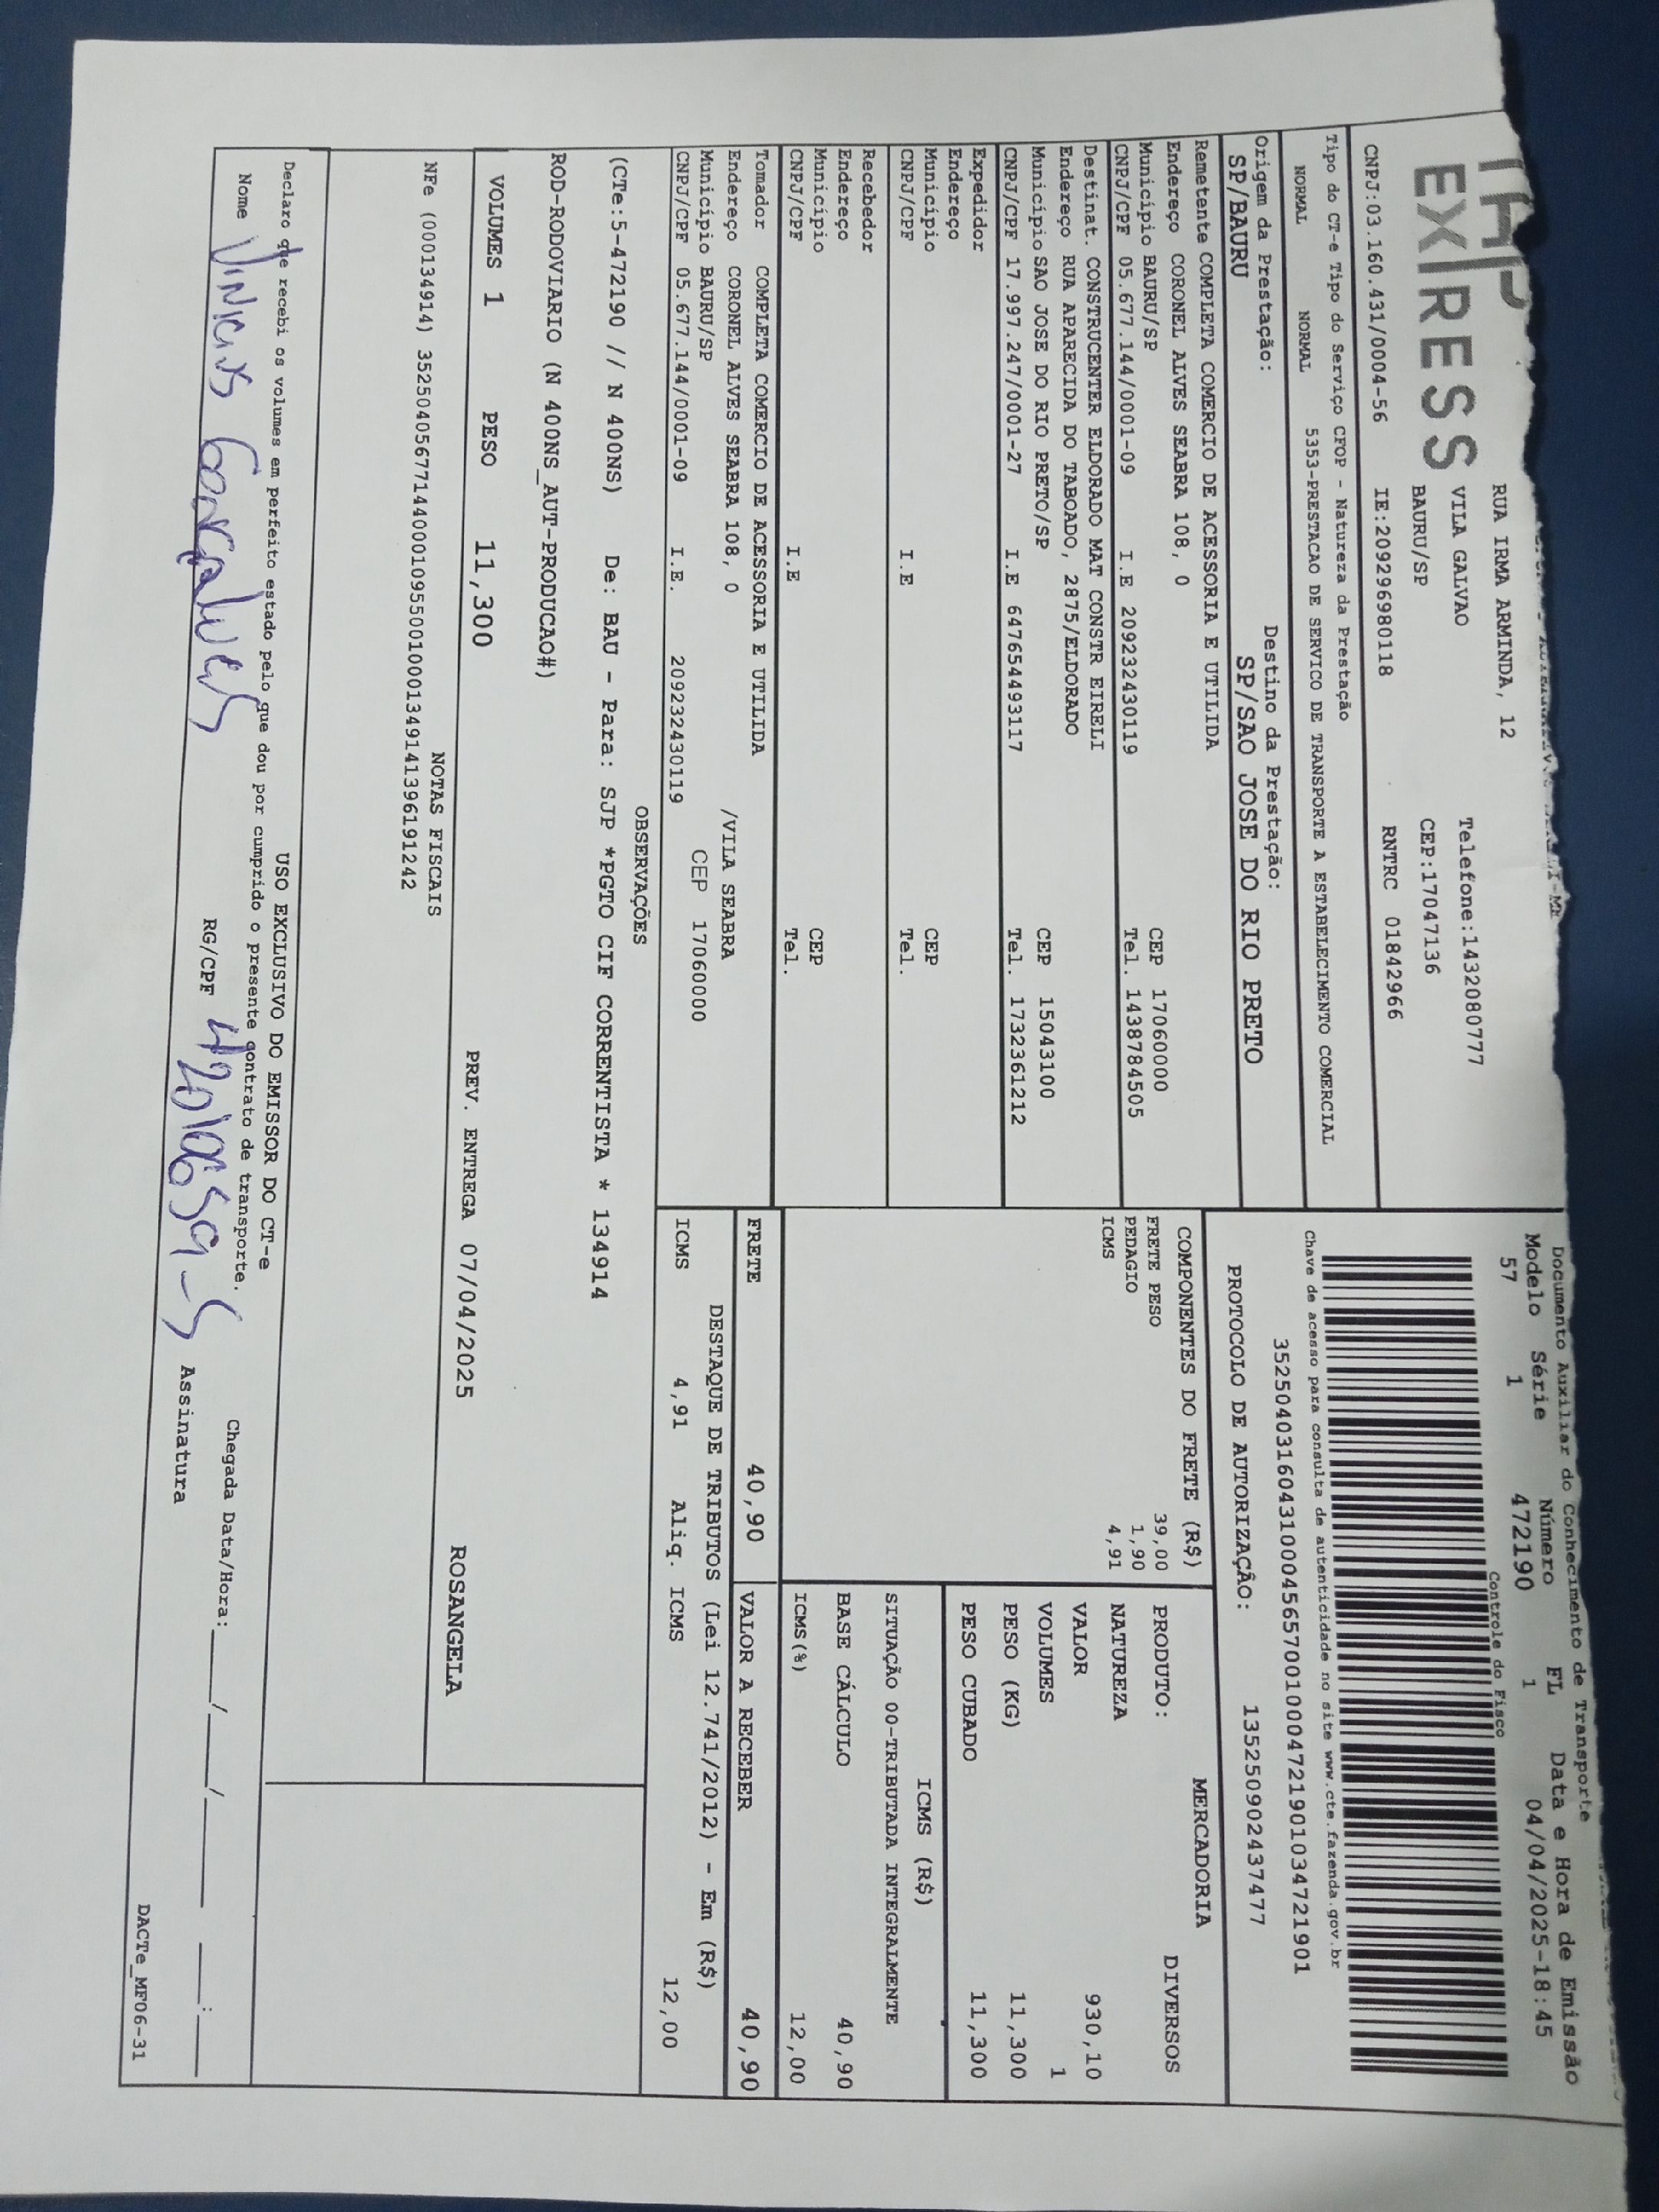 EXPRESS
RUA IRMA ARMINDA, 12
VILA GALVAO
BAURU/SP
Telefone:1432080777
CEP:17047136
CNPJ:03.160.431/0004-56 IE:209296980118 RNTRC 01842966
Tipo do CT-e Tipo do Serviço CFOP - Natureza da Prestação
NORMAL NORMAL 5353-PRESTACAO DE SERVICO DE TRANSPORTE A ESTABELECIMENTO COMERCIAL
Origem da Prestação: Destino da Prestação:
SP/BAURU SP/SAO JOSE DO RIO PRETO
Documento Auxiliar do Conhecimento de Transporte
Modelo Série Número FL Data e Hora de Emissão
57 1 472190 1 04/04/2025-18:45
Controle do Fisco
Chave de acesso para consulta de autenticidade no site www.cte.fazenda.gov.br
35250403160431000456570010004721901034721901
PROTOCOLO DE AUTORIZAÇÃO: 135250902437477
Remetente COMPLETA COMERCIO DE ACESSORIA E UTILIDA
Endereço CORONEL ALVES SEABRA 108, 0
Município BAURU/SP CEP 17060000
CNPJ/CPF 05.677.144/0001-09 I.E 209232430119 Tel. 1438784505
Destinat. CONSTRUCENTER ELDORADO MAT CONSTR EIRELI
Endereço RUA APARECIDA DO TABOADO, 2875/ELDORADO
Município SAO JOSE DO RIO PRETO/SP CEP 15043100
CNPJ/CPF 17.997.247/0001-27 I.E 647654493117 Tel. 1732361212
Expedidor
Endereço
Município CEP
CNPJ/CPF I.E Tel.
Recebedor
Endereço
Município CEP
CNPJ/CPF I.E Tel.
Tomador COMPLETA COMERCIO DE ACESSORIA E UTILIDA
Endereço CORONEL ALVES SEABRA 108, 0 /VILA SEABRA
Município BAURU/SP CEP 17060000
CNPJ/CPF 05.677.144/0001-09 I.E. 209232430119
COMPONENTES DO FRETE (R$)
FRETE PESO 39,00
PEDAGIO 1,90
ICMS 4,91
MERCADORIA
PRODUTO: DIVERSOS
NATUREZA
VALOR 930,10
VOLUMES 1
PESO (KG) 11,300
PESO CUBADO 11,300
ICMS (R$)
SITUAÇÃO 00-TRIBUTADA INTEGRALMENTE
BASE CÁLCULO 40,90
ICMS(%) 12,00
FRETE 40,90 VALOR A RECEBER 40,90
DESTAQUE DE TRIBUTOS (Lei 12.741/2012) - Em (R$)
ICMS 4,91 Aliq. ICMS 12,00
OBSERVAÇÕES
(CTe:5-472190 // N 400NS) De: BAU - Para: SJP *PGTO CIF CORRENTISTA * 134914
ROD-RODOVIARIO (N 400NS_AUT-PRODUCAO#)
VOLUMES 1 PESO 11,300 PREV. ENTREGA 07/04/2025 ROSANGELA
NOTAS FISCAIS
NFe (000134914) 35250405677144000109550010001349141396191242
USO EXCLUSIVO DO EMISSOR DO CT-e
Declaro que recebi os volumes em perfeito estado pelo que dou por cumprido o presente contrato de transporte.
Nome Vinicius Goncalves RG/CPF Assinatura Chegada Data/Hora: ___/___/____ ___:___
DACTe_MF06-31